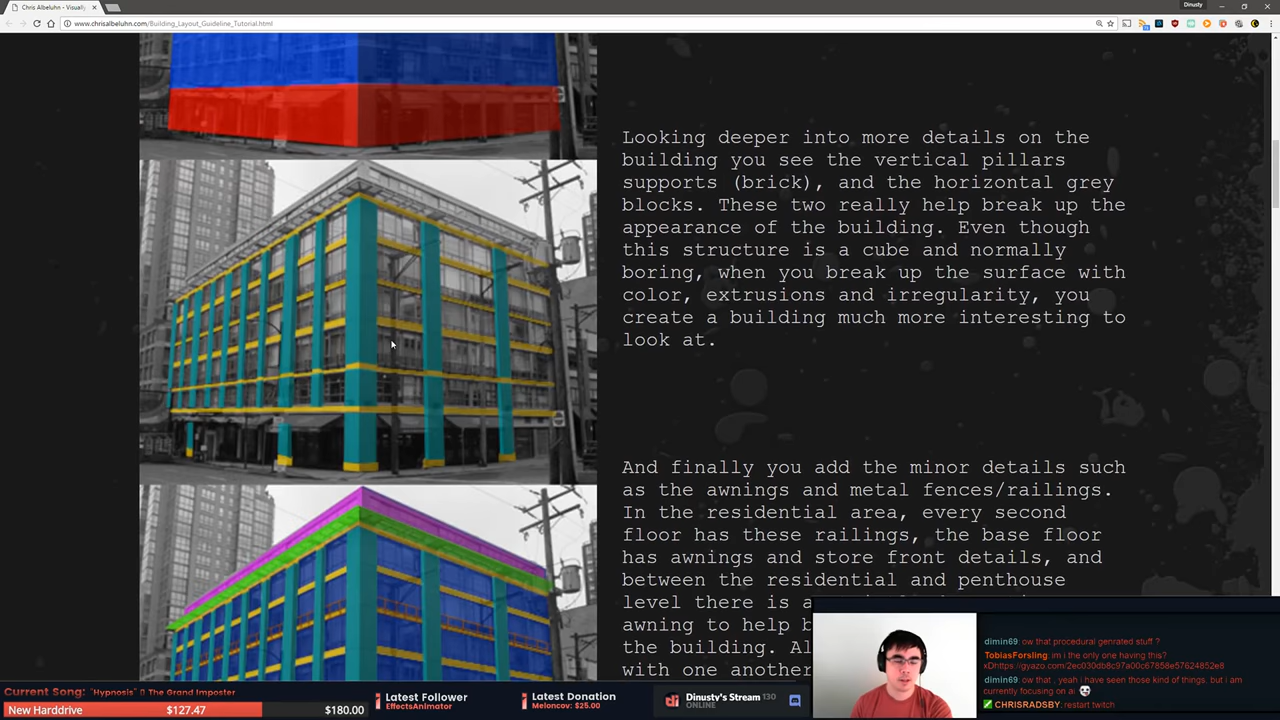 Dinusty
Chris Albeluhn - Visually
www.chrisalbeluhn.com/Building_Layout_Guideline_Tutorial.html
Looking deeper into more details on the
building you see the vertical pillars
supports (brick), and the horizontal grey
blocks. These two really help break up the
appearance of the building. Even though
this structure is a cube and normally
boring, when you break up the surface with
color, extrusions and irregularity, you
create a building much more interesting to
look at.
And finally you add the minor details such
as the awnings and metal fences/railings.
In the residential area, every second
floor has these railings, the base floor
has awnings and store front details, and
between the residential and penthouse
level there is a
awning to help b
the building. Al
with one another
dimin69: ow that procedural genrated stuff ?
TobiasForsling: im i the only one having this?
xDhttps://gyazo.com/2ec030db8c97a00c67858e57624852e8
dimin69: ow that , yeah i have seen those kind of things. but i am
currently focusing on ai
CHRISRADSBY: restart twitch
Current Song: "Hypnosis" The Grand Imposter
New Harddrive $127.47 $180.00
Latest Follower
EffectsAnimator
Latest Donation
Meloncov: $25.00
Dinusty's Stream 130
ONLINE